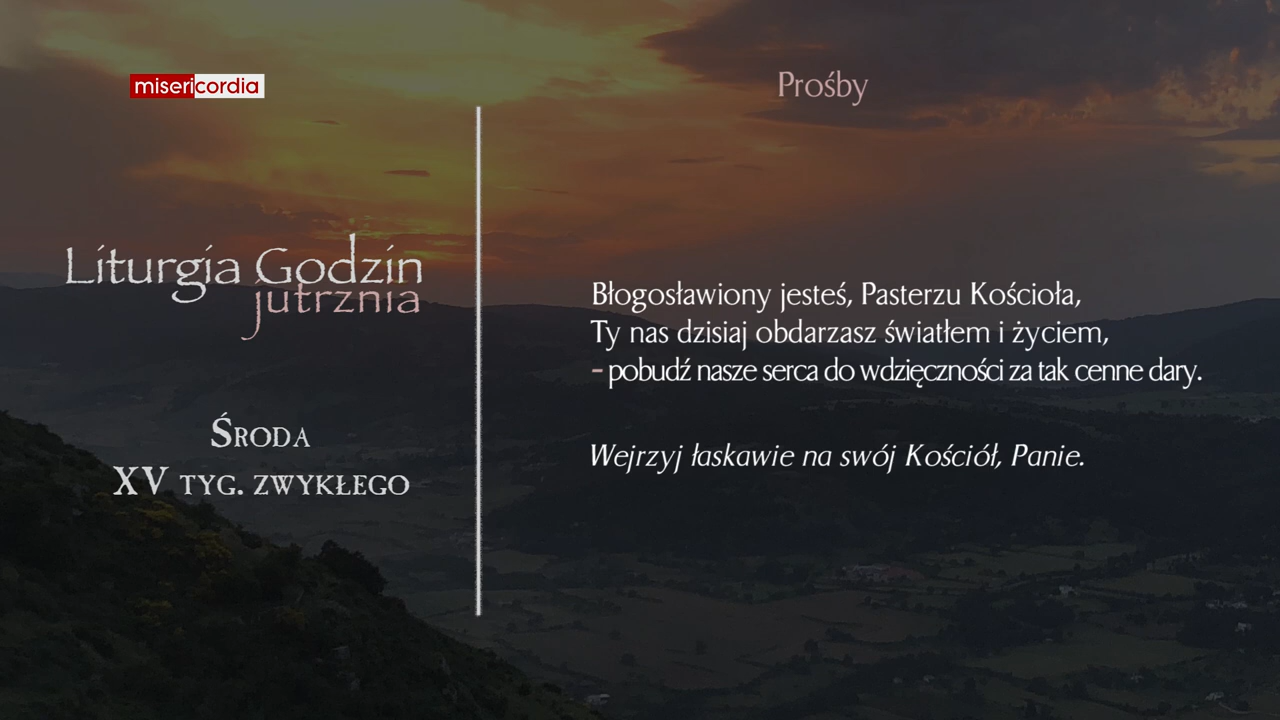 misericordia
Liturgia Godzin
jutrznia
Środa
XV tyg. zwykłego
Prośby
Błogosławiony jesteś, Pasterzu Kościoła,
Ty nas dzisiaj obdarzasz światłem i życiem,
- pobudź nasze serca do wdzięczności za tak cenne dary.
Wejrzyj łaskawie na swój Kościół, Panie.